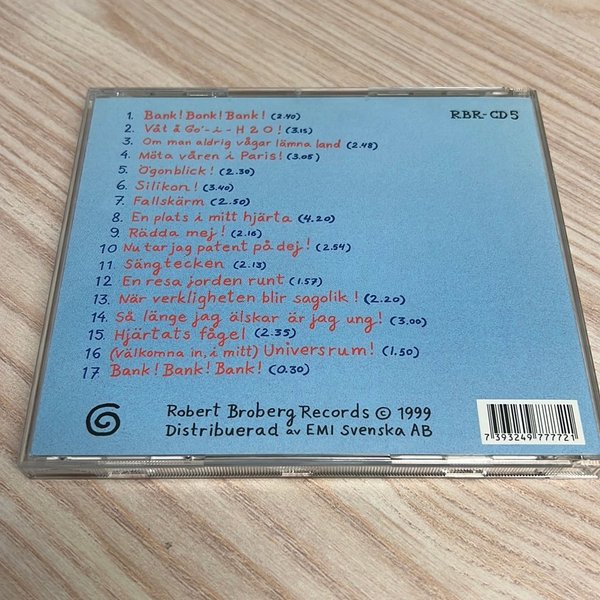 RBR-CD5
1. Bank! Bank! Bank! (2.40)
2. Våt å Go'-i-H2O! (3.15)
3. Om man aldrig vågar lämna land (2.48)
4. Möta våren i Paris! (3.05)
5. Ögonblick! (2.30)
6. Silikon! (3.40)
7. Fallskärm (2.50)
8. En plats i mitt hjärta (4.20)
9. Rädda mej! (2.16)
10 Nu tar jag patent på dej! (2.54)
11. Sängtecken (2.13)
12 En resa jorden runt (1.57)
13. När verkligheten blir sagolik! (2.20)
14. Så länge jag älskar är jag ung! (3.00)
15. Hjärtats fågel (2.35)
16 (Välkomna in, i mitt) Universrum! (1.50)
17 Bank! Bank! Bank! (0.30)
Robert Broberg Records © 1999
Distribuerad av EMI Svenska AB
7 393249 777721